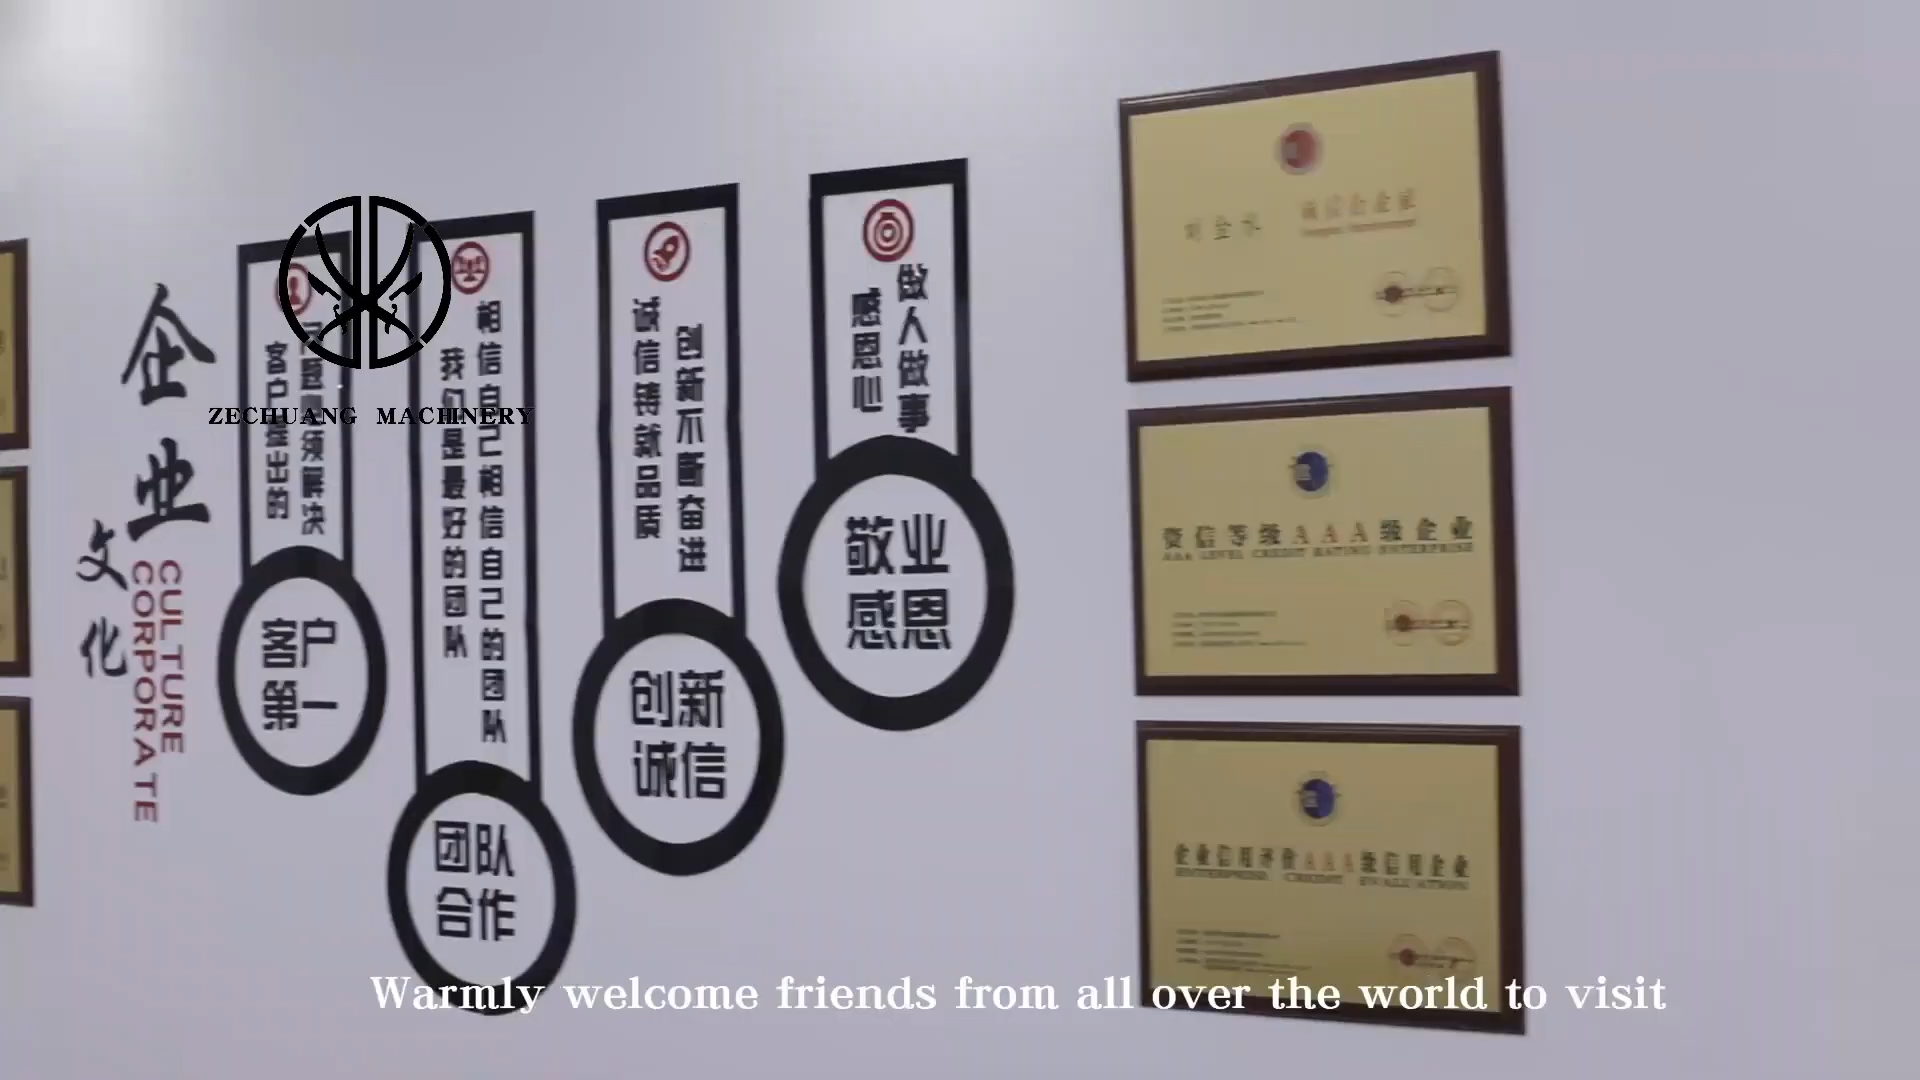 企业
文化
CORPORATE
CULTURE
ZECHUANG MACHINERY
客户提出的
问题必须解决
客户
第一
我们是最好的团队
相信自己相信自己的团队
团队
合作
诚信铸就品质
创新不断奋进
创新
诚信
感恩心
做人做事
敬业
感恩
诚信企业家
资信等级AAA级企业
AAA LEVEL CREDIT RATING ENTERPRISE
企业信用评价AAA级信用企业
ENTERPRISE CREDIT EVALUATION
Warmly welcome friends from all over the world to visit